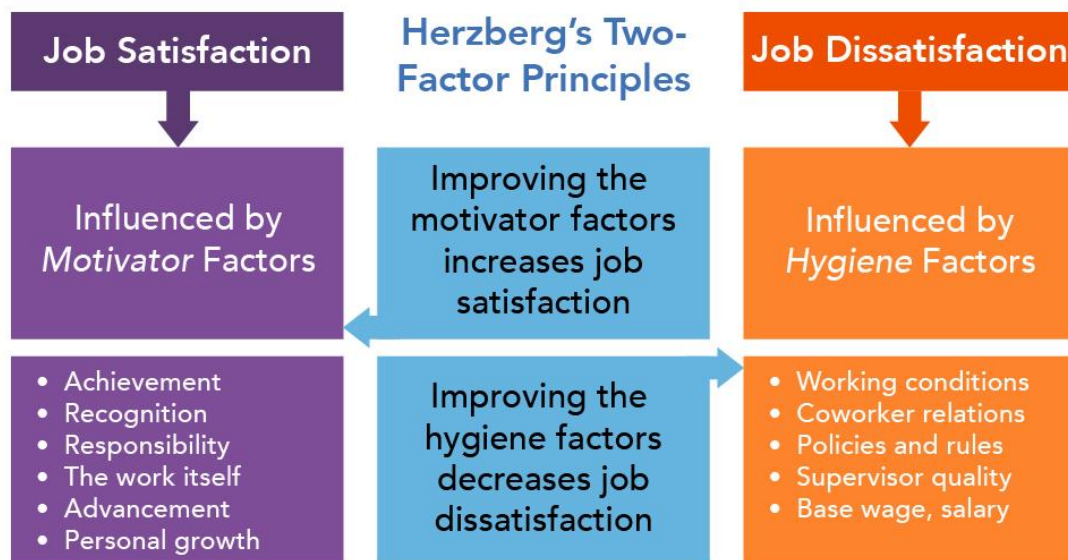 Job Satisfaction
Herzberg's Two-
Factor Principles
Job Dissatisfaction
Influenced by
Motivator Factors
Improving the
motivator factors
increases job
satisfaction
Influenced by
Hygiene Factors
• Achievement
• Recognition
• Responsibility
• The work itself
• Advancement
• Personal growth
Improving the
hygiene factors
decreases job
dissatisfaction
• Working conditions
• Coworker relations
• Policies and rules
• Supervisor quality
• Base wage, salary